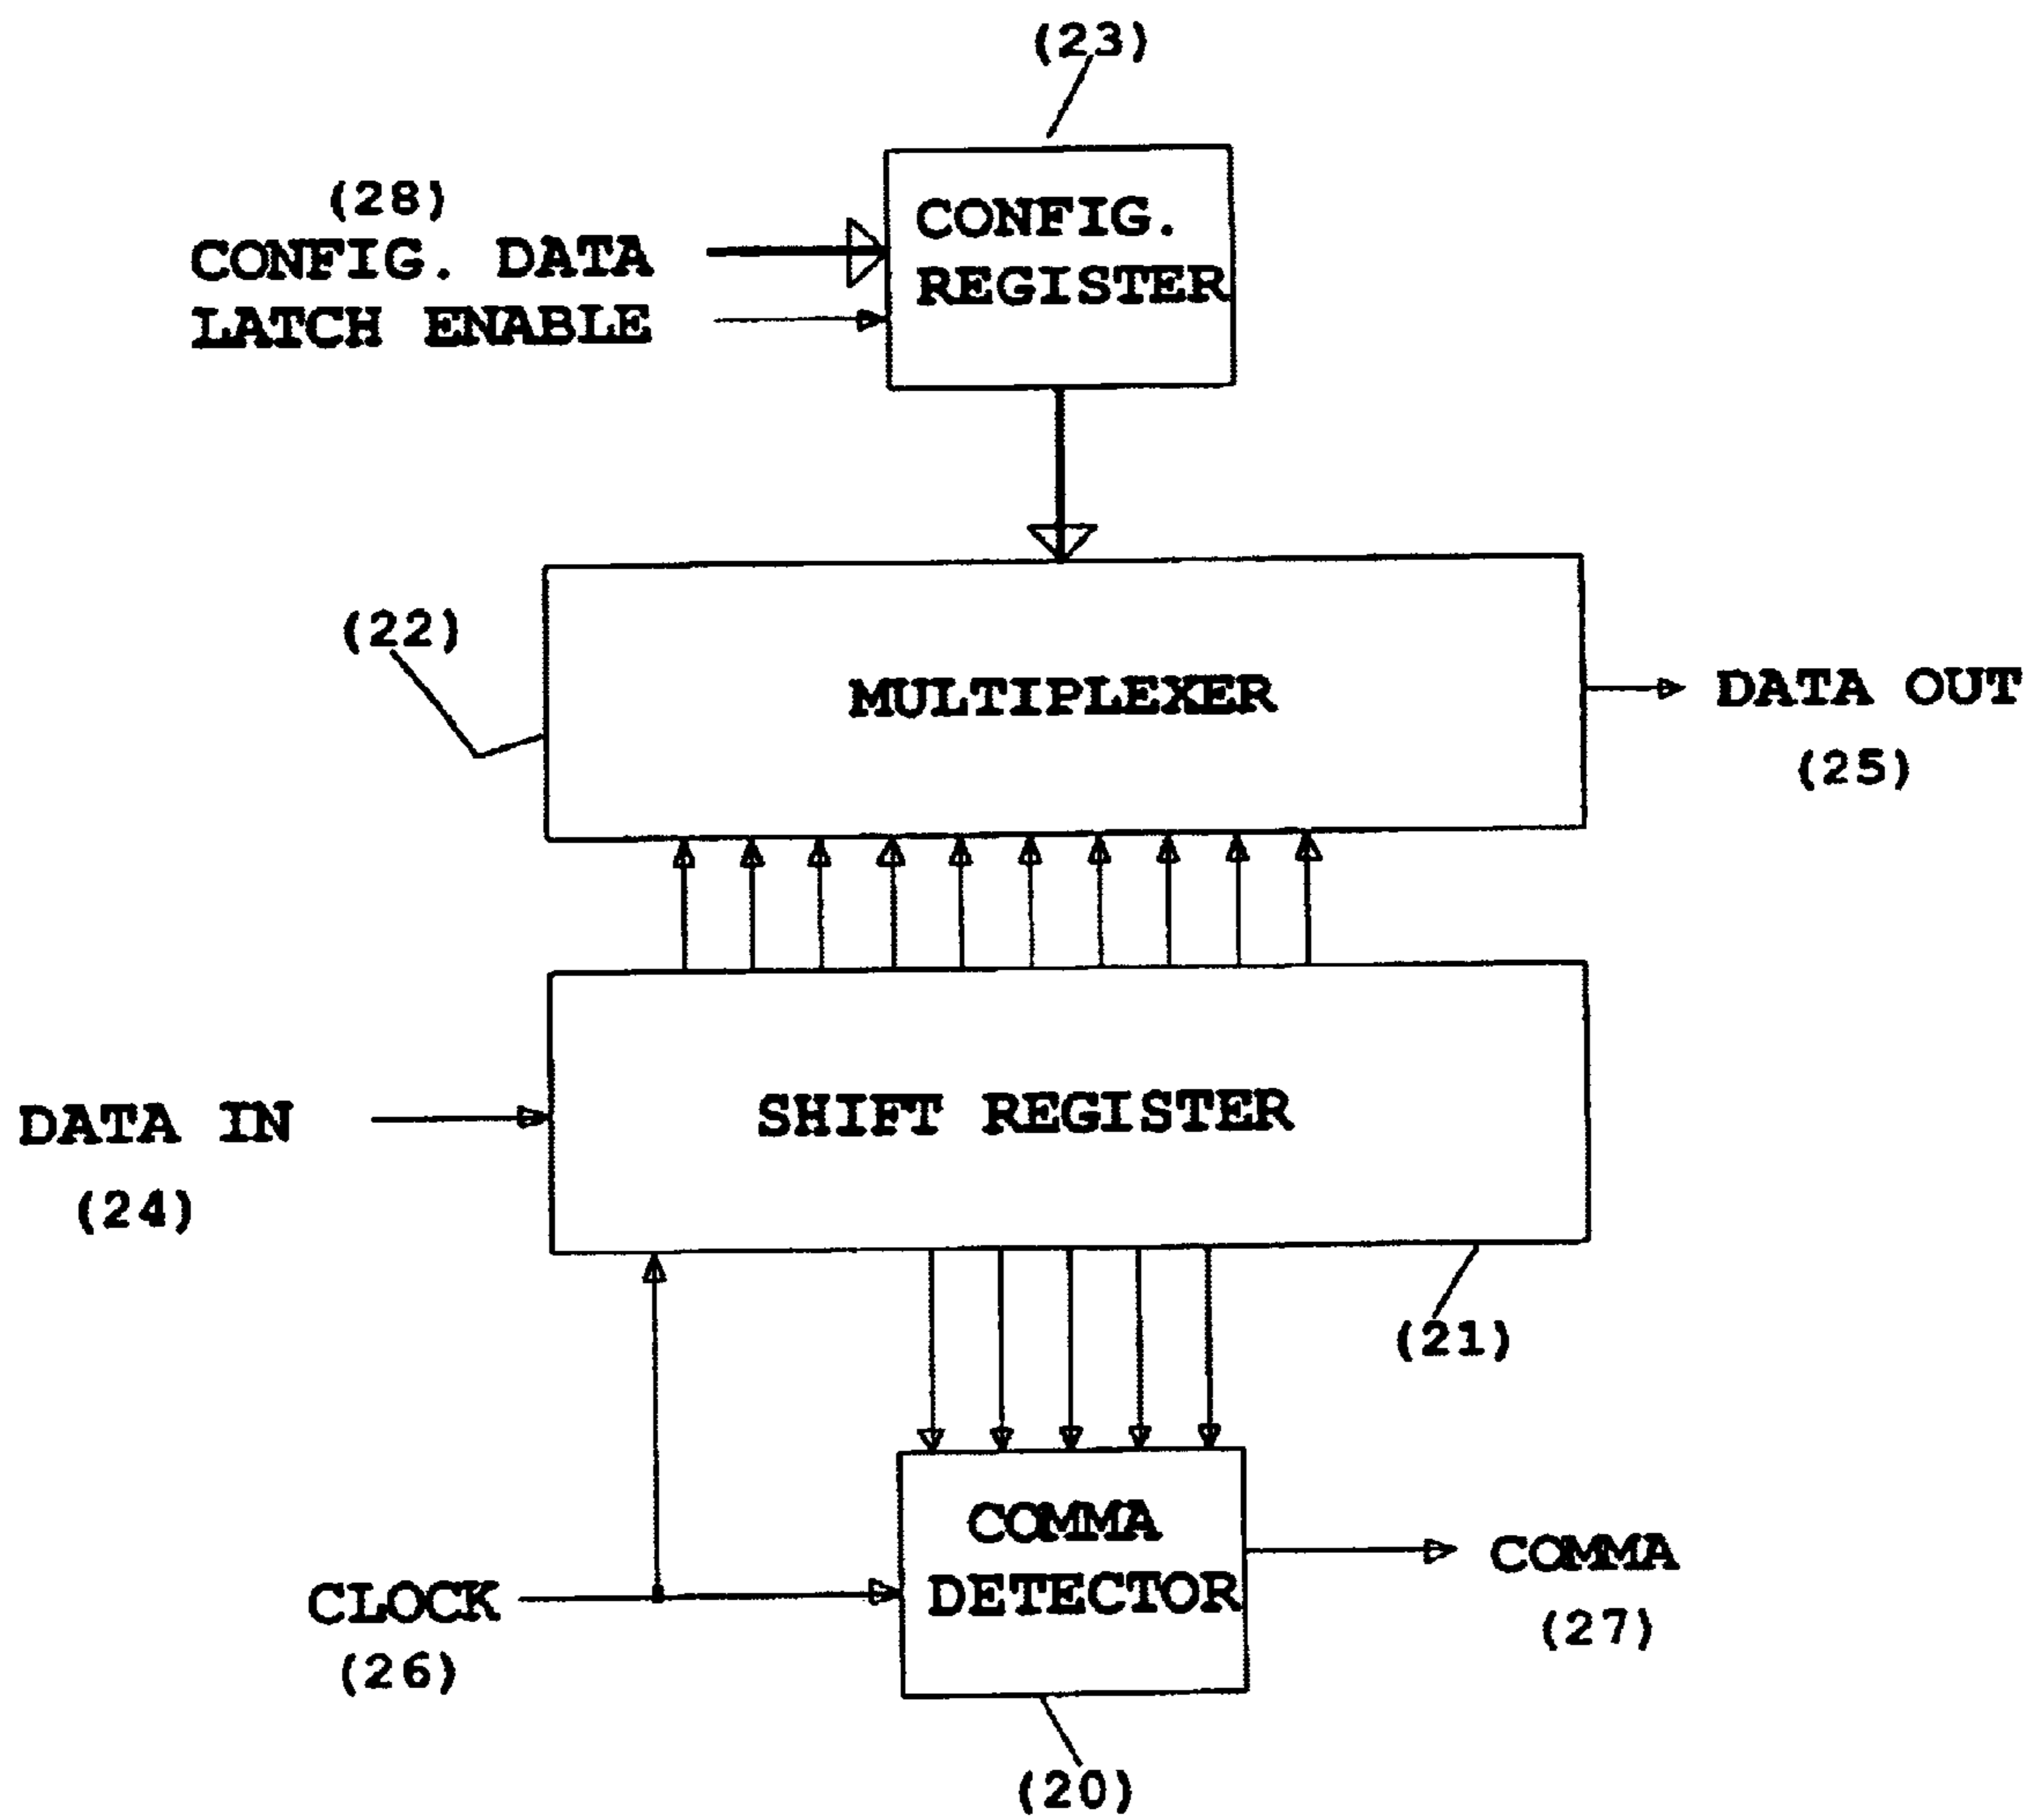 (23)
(28)
CONFIG. DATA
LATCH ENABLE
CONFIG.
REGISTER
(22)
MULTIPLEXER
DATA OUT
(25)
DATA IN
(24)
SHIFT REGISTER
(21)
COMMA
DETECTOR
CLOCK
(26)
COMMA
(27)
(20)